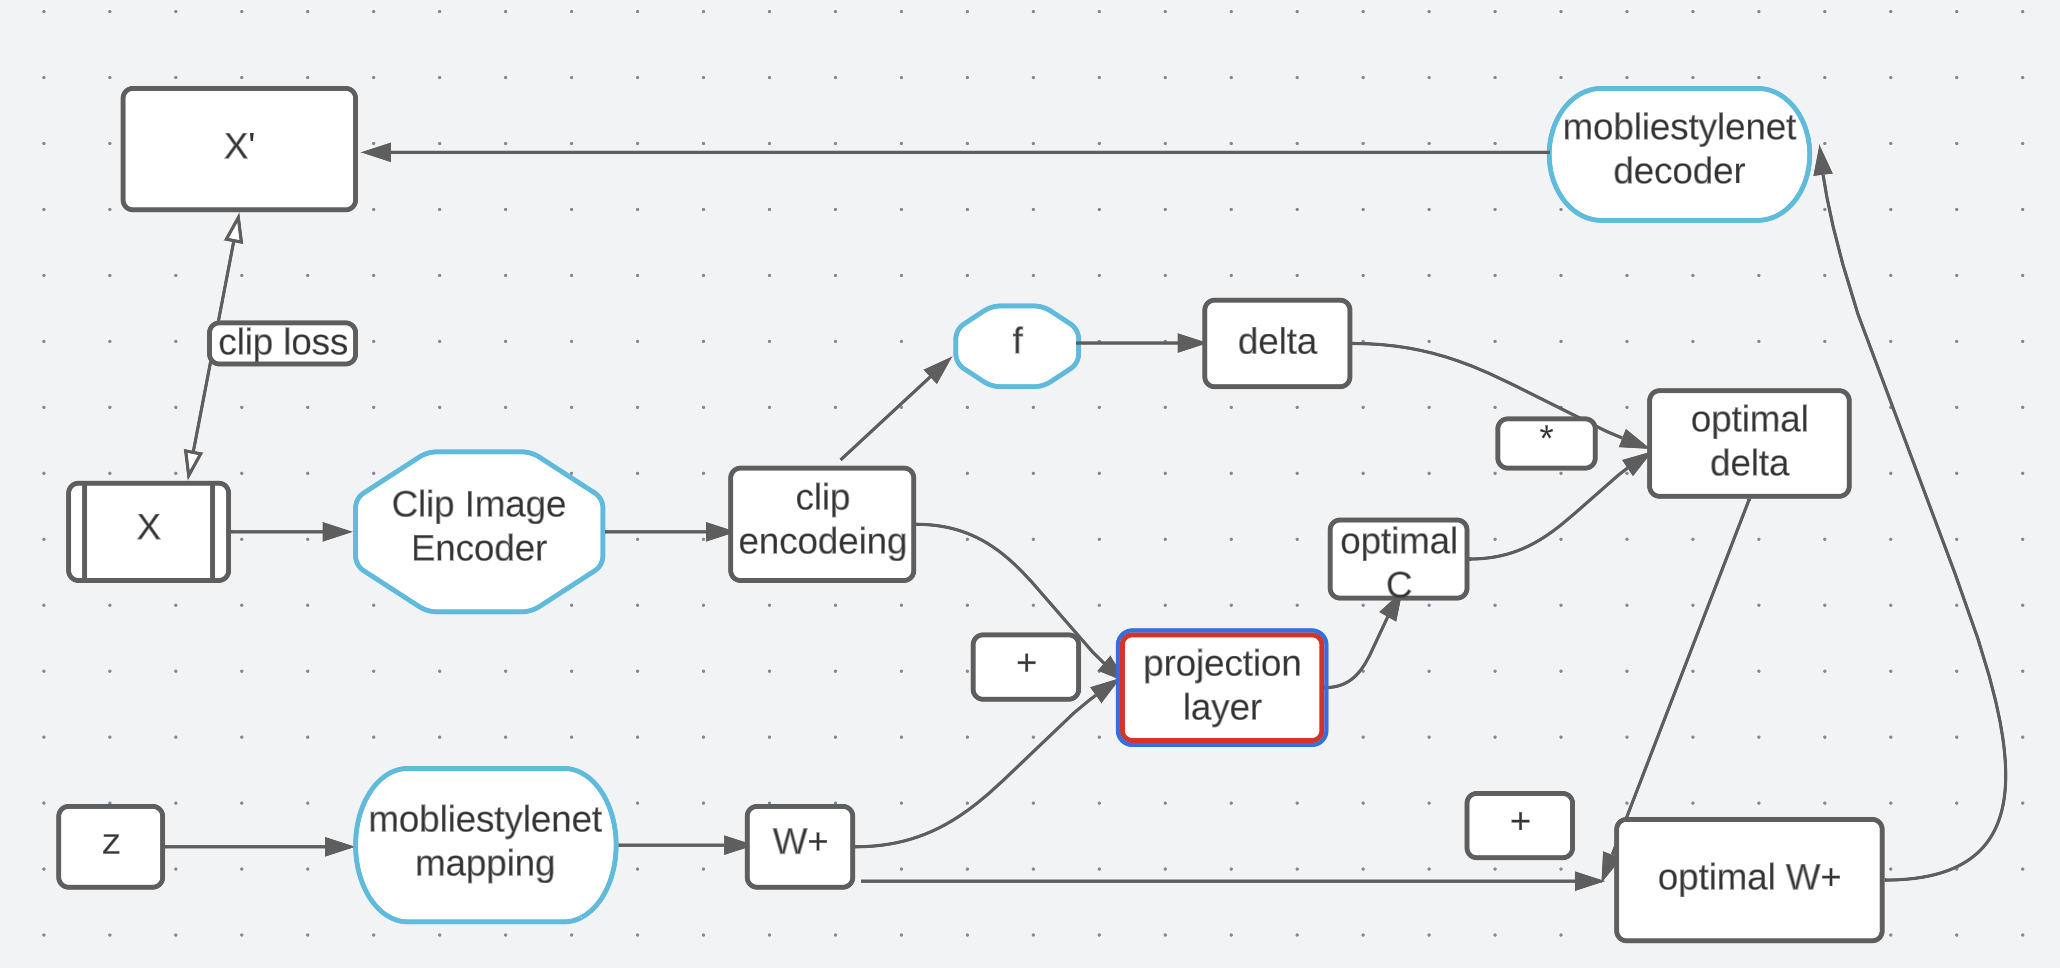 X'
mobliestylenet
decoder
clip loss
f
delta
*
optimal
delta
X
Clip Image
Encoder
clip
encodeing
optimal
C
+
projection
layer
z
mobliestylenet
mapping
W+
+
optimal W+